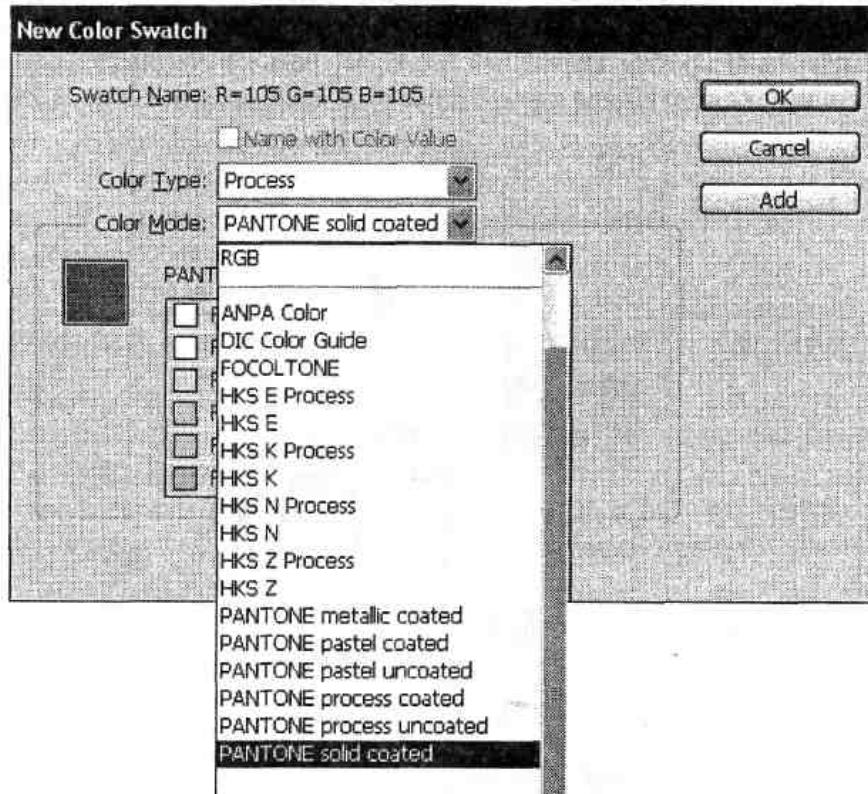 New Color Swatch
Swatch Name: R=105 G=105 B=105
OK
Name with Color Value
Cancel
Color Type: Process
Add
Color Mode: PANTONE solid coated
RGB
PANT
ANPA Color
DIC Color Guide
FOCOLTONE
HKS E Process
HKS E
HKS K Process
HKS K
HKS N Process
HKS N
HKS Z Process
HKS Z
PANTONE metallic coated
PANTONE pastel coated
PANTONE pastel uncoated
PANTONE process coated
PANTONE process uncoated
PANTONE solid coated